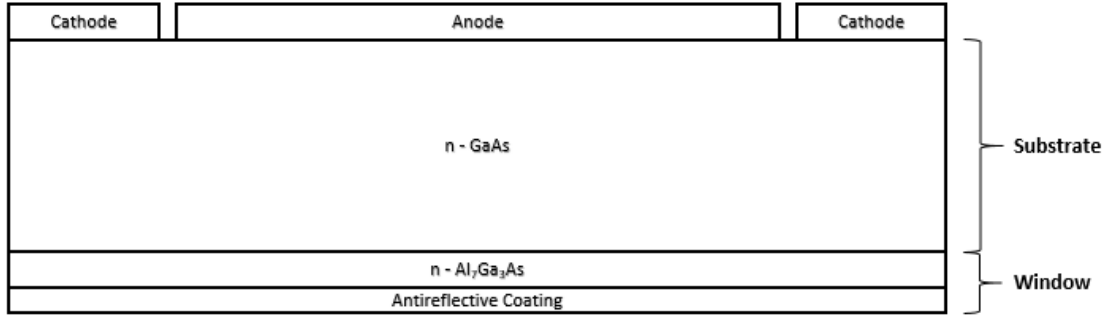 Cathode
Anode
Cathode
n - GaAs
Substrate
n - Al₇Ga₃As
Window
Antireflective Coating